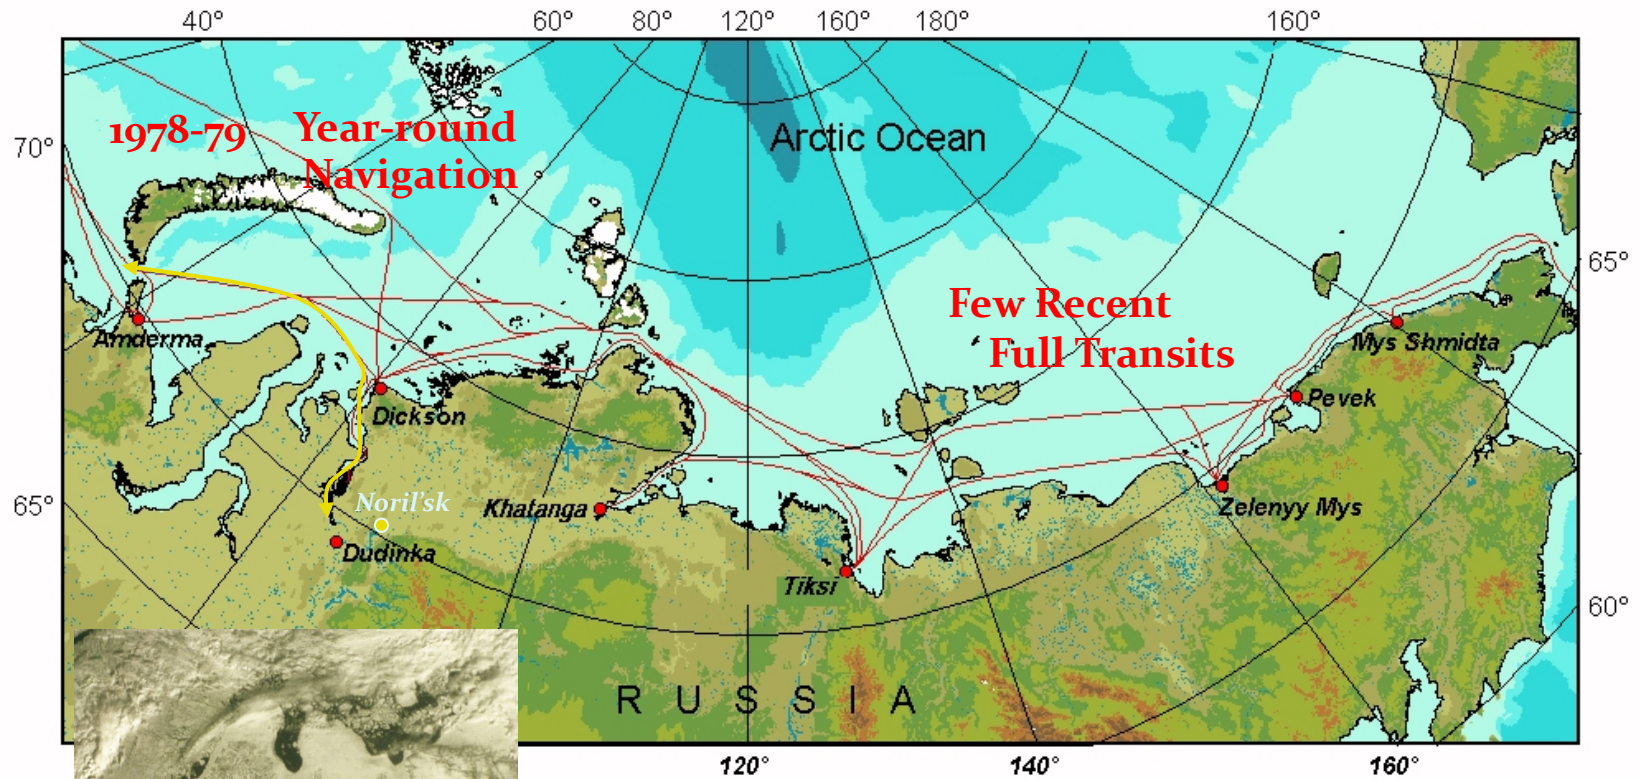 40° 60° 80° 120° 160° 180° 160°
70°
1978-79 Year-round
Navigation
Arctic Ocean
65°
Few Recent
Full Transits
Amderma
Mys Shmidta
Pevek
Dickson
65°
Noril'sk
Khatanga
Zelenyy Mys
Dudinka
Tiksi
60°
RUSSIA
120° 140° 160°